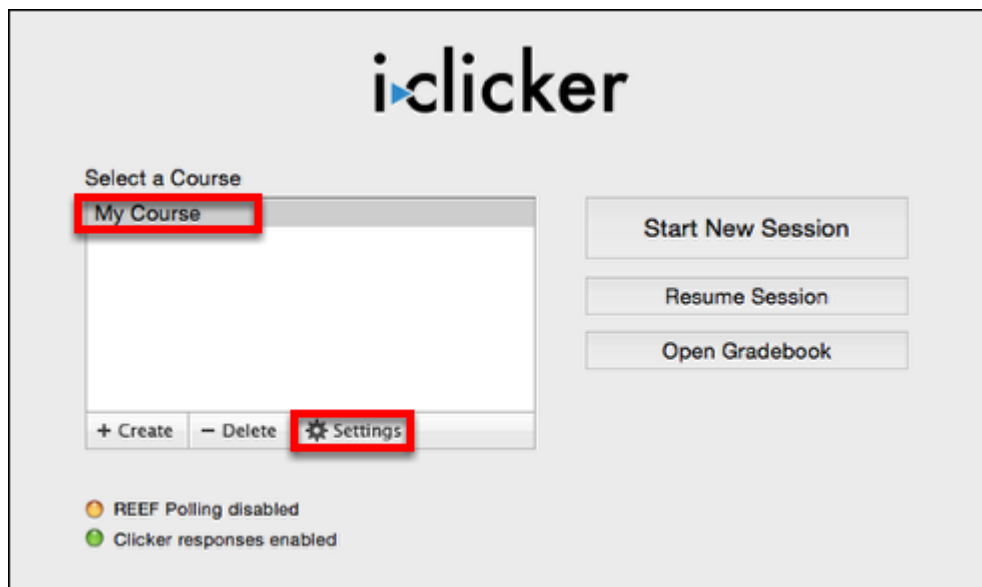 i>clicker
Select a Course
My Course
Start New Session
Resume Session
Open Gradebook
+ Create
− Delete
Settings
REEF Polling disabled
Clicker responses enabled